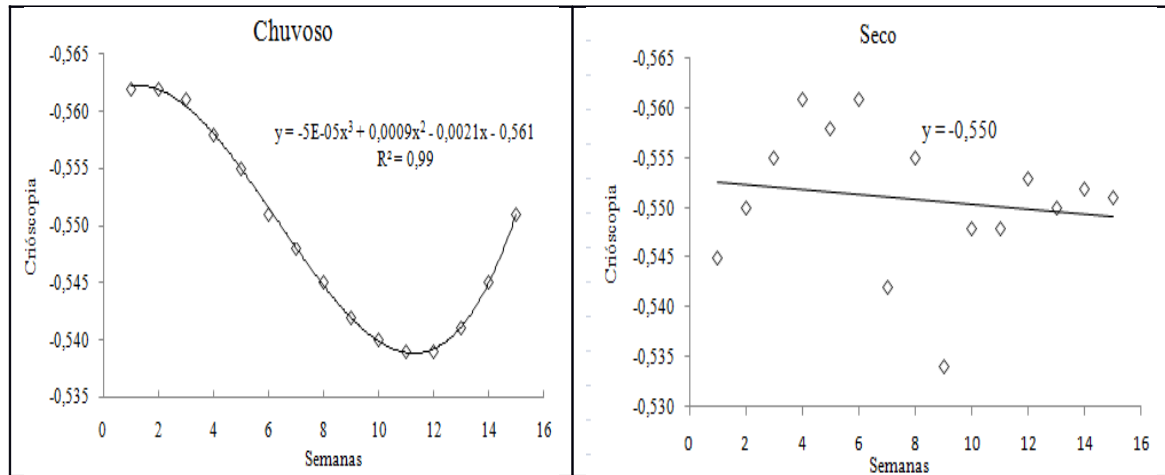 Chuvoso
-0,565
-0,560
-0,555
-0,550
-0,545
-0,540
-0,535
Crióscopia
y = -5E-05x³ + 0,0009x² - 0,0021x - 0,561
R² = 0,99
0 2 4 6 8 10 12 14 16
Semanas
Seco
-0,565
-0,560
-0,555
-0,550
-0,545
-0,540
-0,535
-0,530
Crióscopia
y = -0,550
0 2 4 6 8 10 12 14 16
Semanas